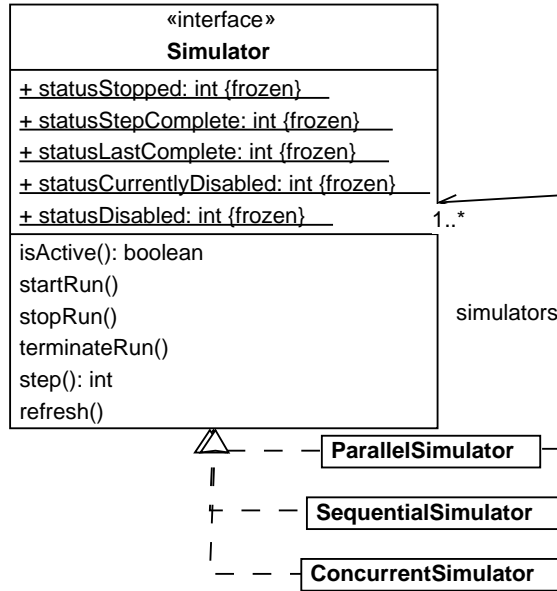 «interface»
Simulator
+ statusStopped: int {frozen}
+ statusStepComplete: int {frozen}
+ statusLastComplete: int {frozen}
+ statusCurrentlyDisabled: int {frozen}
+ statusDisabled: int {frozen}
1..*
isActive(): boolean
startRun()
stopRun()
simulators
terminateRun()
step(): int
refresh()
ParallelSimulator
SequentialSimulator
ConcurrentSimulator